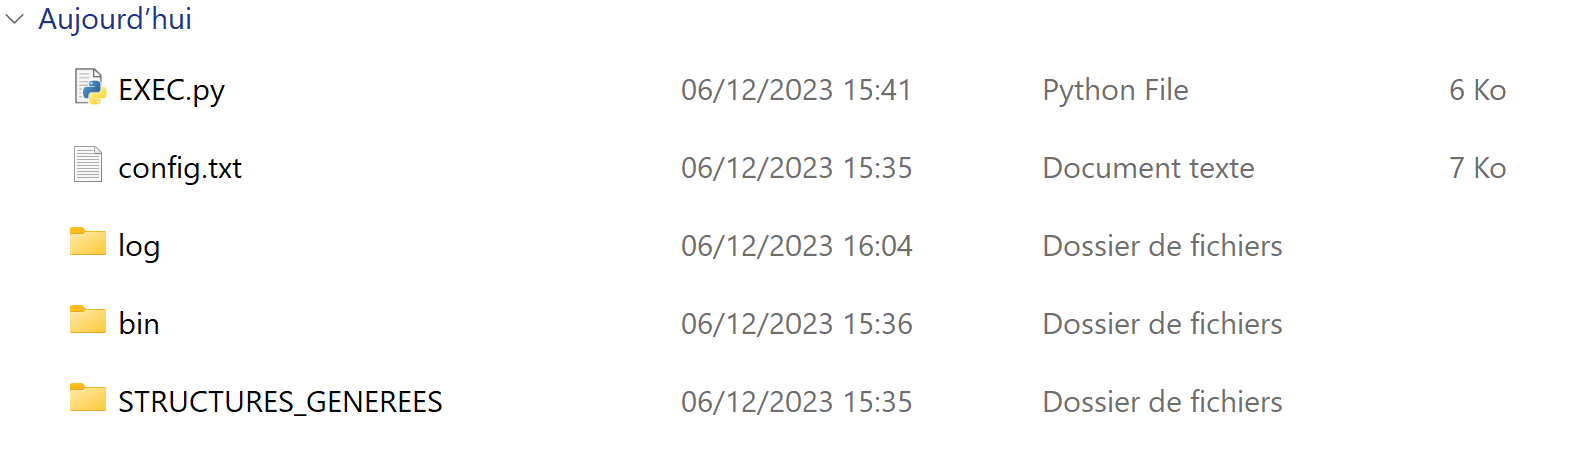 Aujourd’hui
EXEC.py 06/12/2023 15:41 Python File 6 Ko
config.txt 06/12/2023 15:35 Document texte 7 Ko
log 06/12/2023 16:04 Dossier de fichiers
bin 06/12/2023 15:36 Dossier de fichiers
STRUCTURES_GENEREES 06/12/2023 15:35 Dossier de fichiers